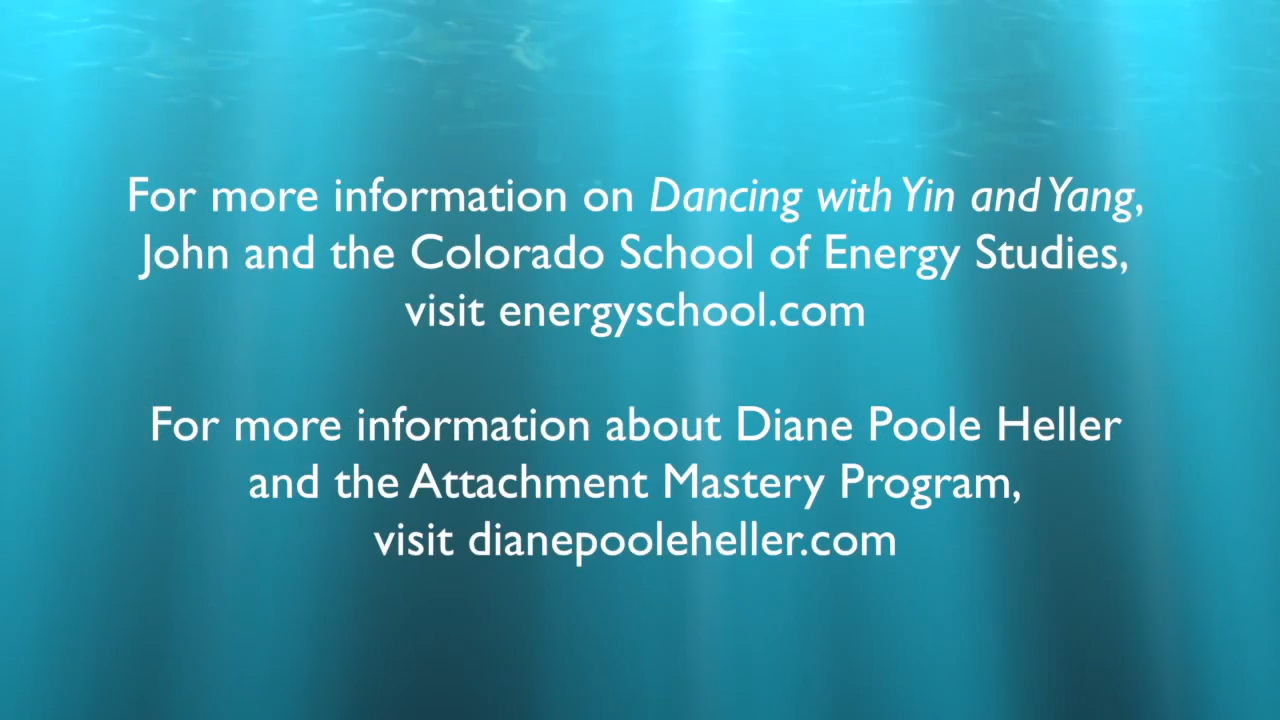 For more information on Dancing with Yin and Yang,
John and the Colorado School of Energy Studies,
visit energyschool.com
For more information about Diane Poole Heller
and the Attachment Mastery Program,
visit dianepooleheller.com